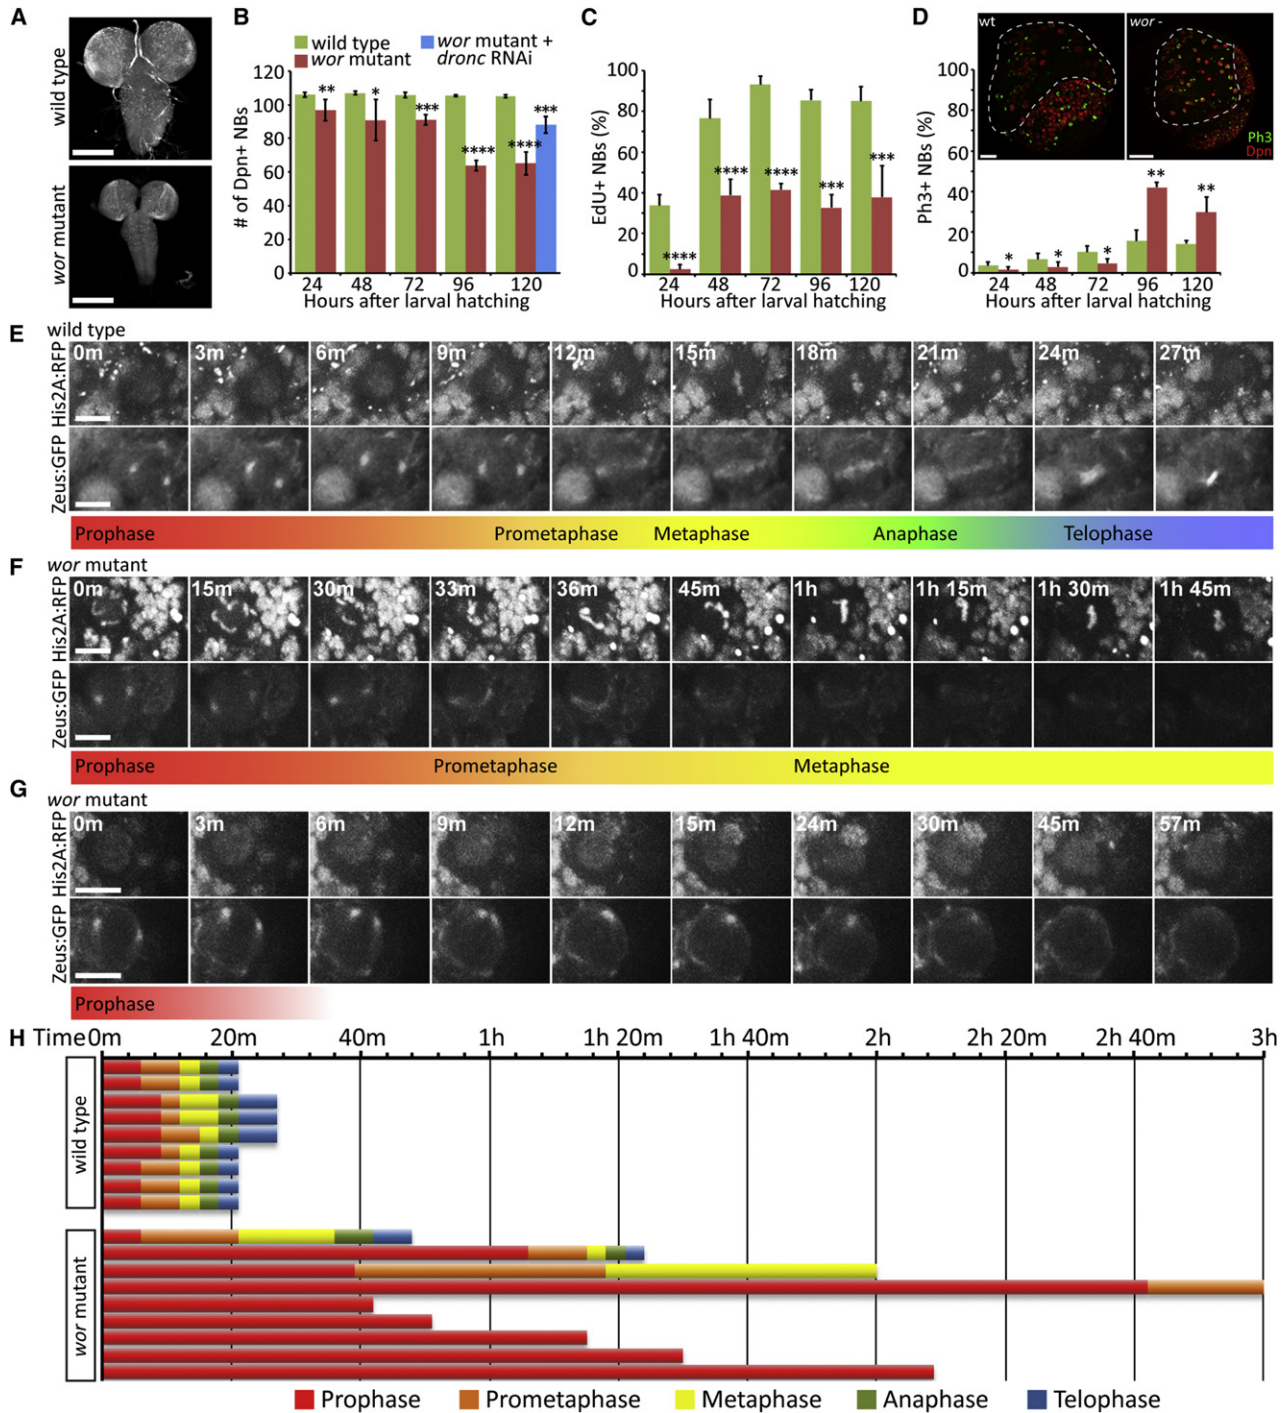 A
wild type
wor mutant
B
wild type
wor mutant
wor mutant +
dronc RNAi
# of Dpn+ NBs
120
100
80
60
40
20
0
** * *** **** **** ***
24 48 72 96 120
Hours after larval hatching
C
EdU+ NBs (%)
100
80
60
40
20
0
**** **** **** *** ***
24 48 72 96 120
Hours after larval hatching
D
wt
wor -
Ph3
Dpn
Ph3+ NBs (%)
100
80
60
40
20
0
* * * ** **
24 48 72 96 120
Hours after larval hatching
E wild type
His2A:RFP
0m 3m 6m 9m 12m 15m 18m 21m 24m 27m
Zeus:GFP
Prophase Prometaphase Metaphase Anaphase Telophase
F wor mutant
His2A:RFP
0m 15m 30m 33m 36m 45m 1h 1h 15m 1h 30m 1h 45m
Zeus:GFP
Prophase Prometaphase Metaphase
G wor mutant
His2A:RFP
0m 3m 6m 9m 12m 15m 24m 30m 45m 57m
Zeus:GFP
Prophase
H Time 0m 20m 40m 1h 1h 20m 1h 40m 2h 2h 20m 2h 40m 3h
wild type
wor mutant
Prophase Prometaphase Metaphase Anaphase Telophase